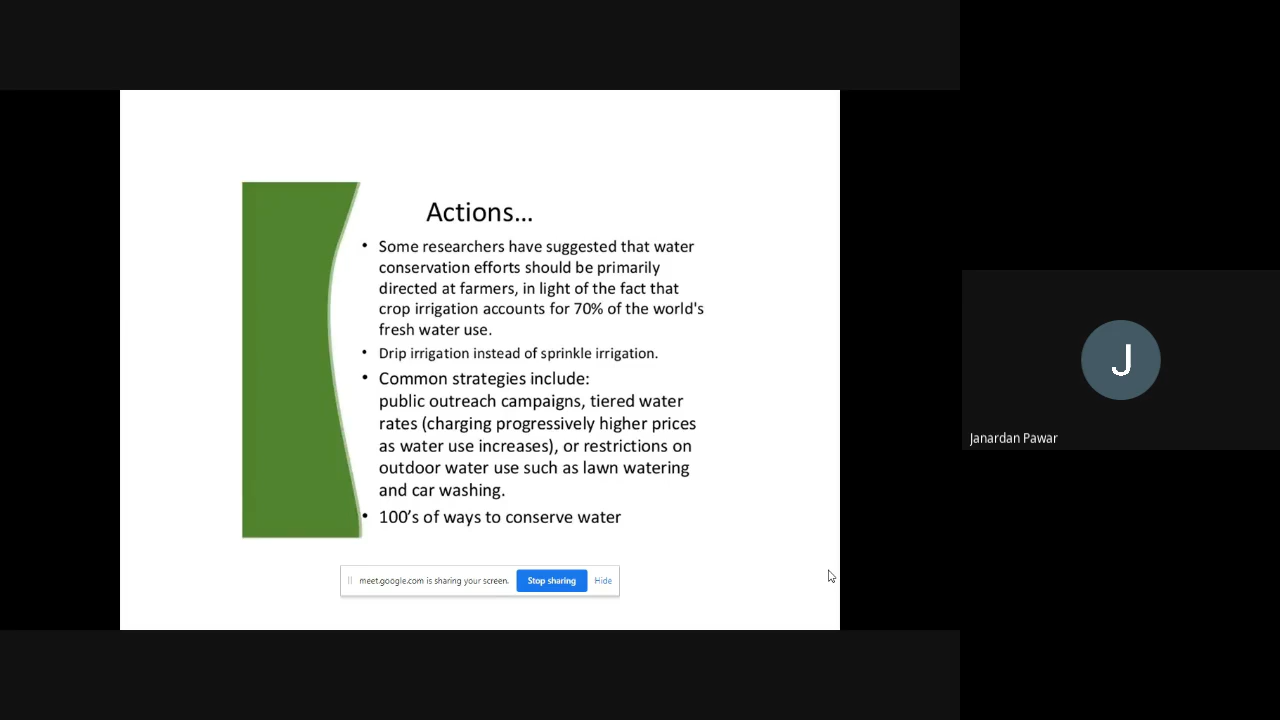 Actions...
• Some researchers have suggested that water
conservation efforts should be primarily
directed at farmers, in light of the fact that
crop irrigation accounts for 70% of the world's
fresh water use.
• Drip irrigation instead of sprinkle irrigation.
• Common strategies include:
public outreach campaigns, tiered water
rates (charging progressively higher prices
as water use increases), or restrictions on
outdoor water use such as lawn watering
and car washing.
• 100’s of ways to conserve water
meet.google.com is sharing your screen. Stop sharing Hide
J
Janardan Pawar